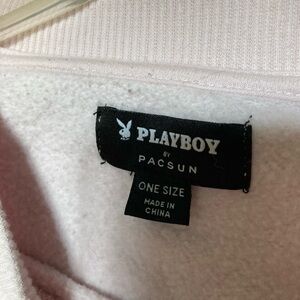 PLAYBOY
BY
PACSUN
ONE SIZE
MADE IN
CHINA